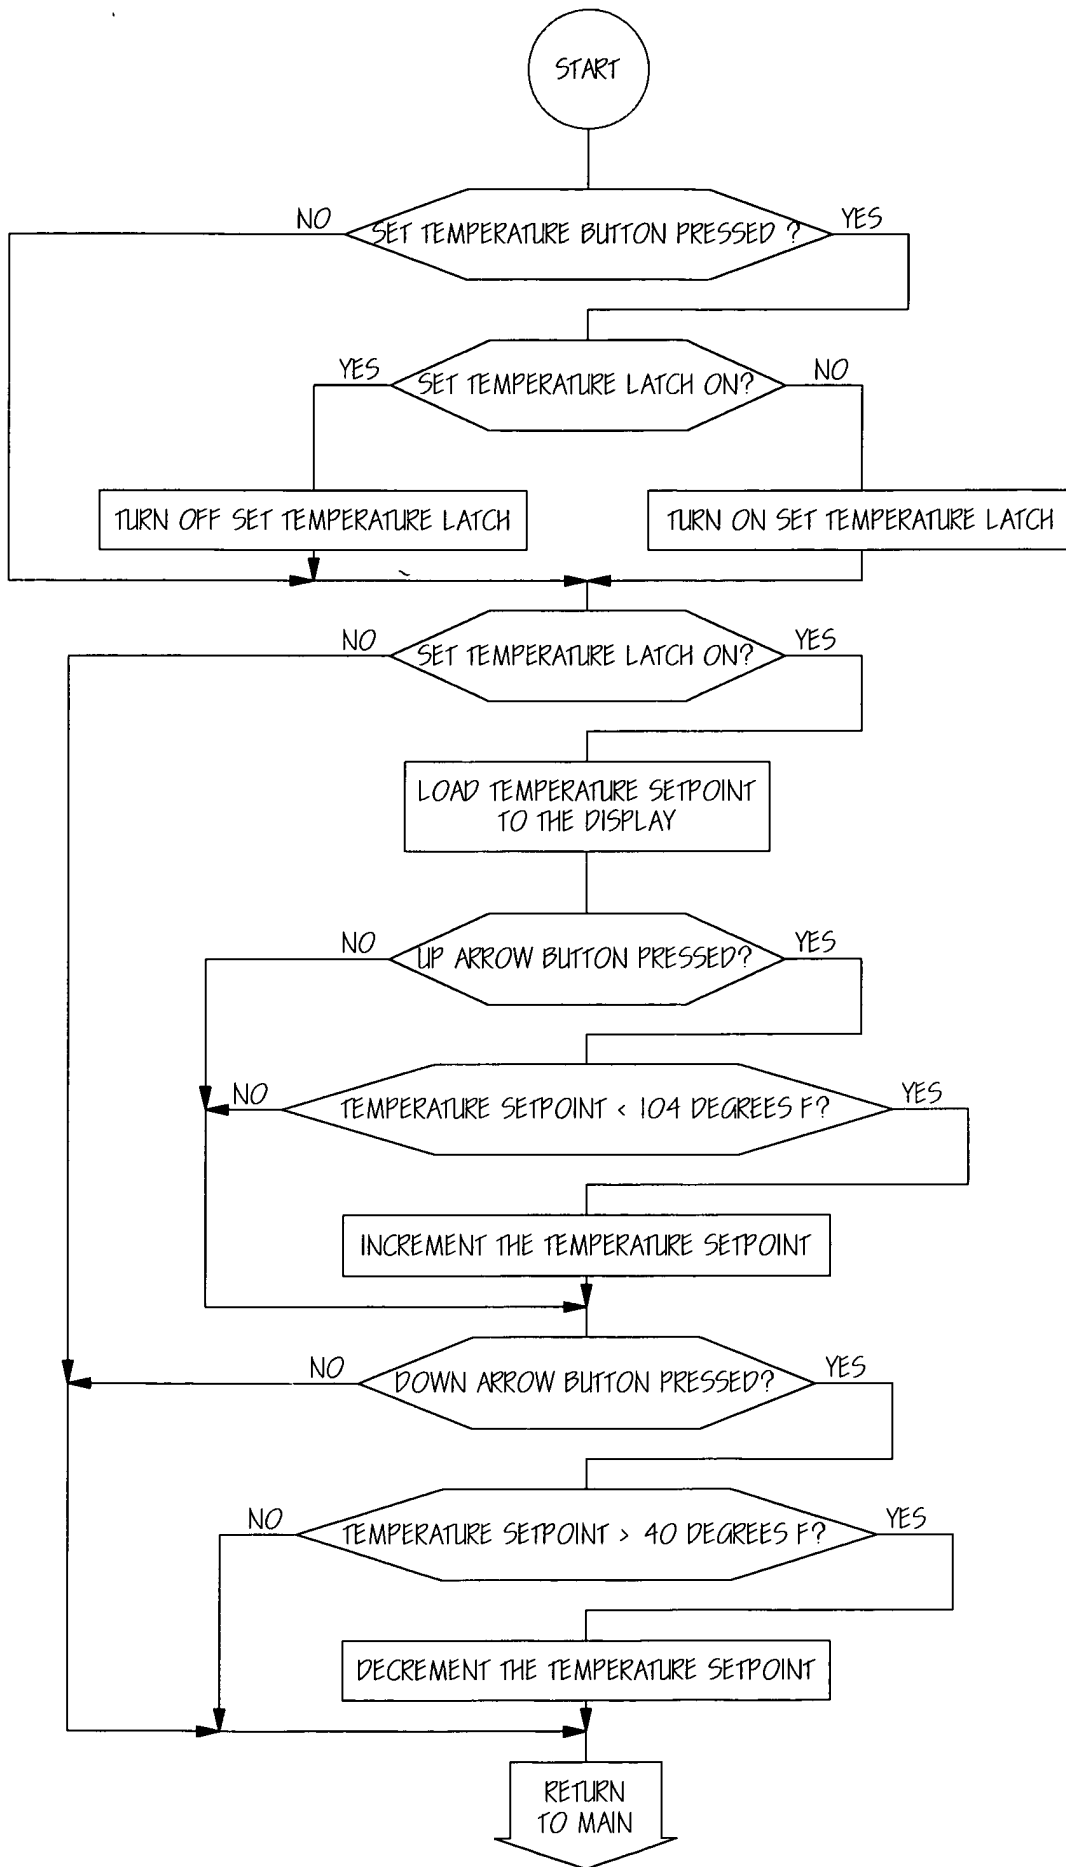 START
NO
SET TEMPERATURE BUTTON PRESSED ?
YES
YES
SET TEMPERATURE LATCH ON?
NO
TURN OFF SET TEMPERATURE LATCH
TURN ON SET TEMPERATURE LATCH
NO
SET TEMPERATURE LATCH ON?
YES
LOAD TEMPERATURE SETPOINT
TO THE DISPLAY
NO
UP ARROW BUTTON PRESSED?
YES
NO
TEMPERATURE SETPOINT < 104 DEGREES F?
YES
INCREMENT THE TEMPERATURE SETPOINT
NO
DOWN ARROW BUTTON PRESSED?
YES
NO
TEMPERATURE SETPOINT > 40 DEGREES F?
YES
DECREMENT THE TEMPERATURE SETPOINT
RETURN
TO MAIN